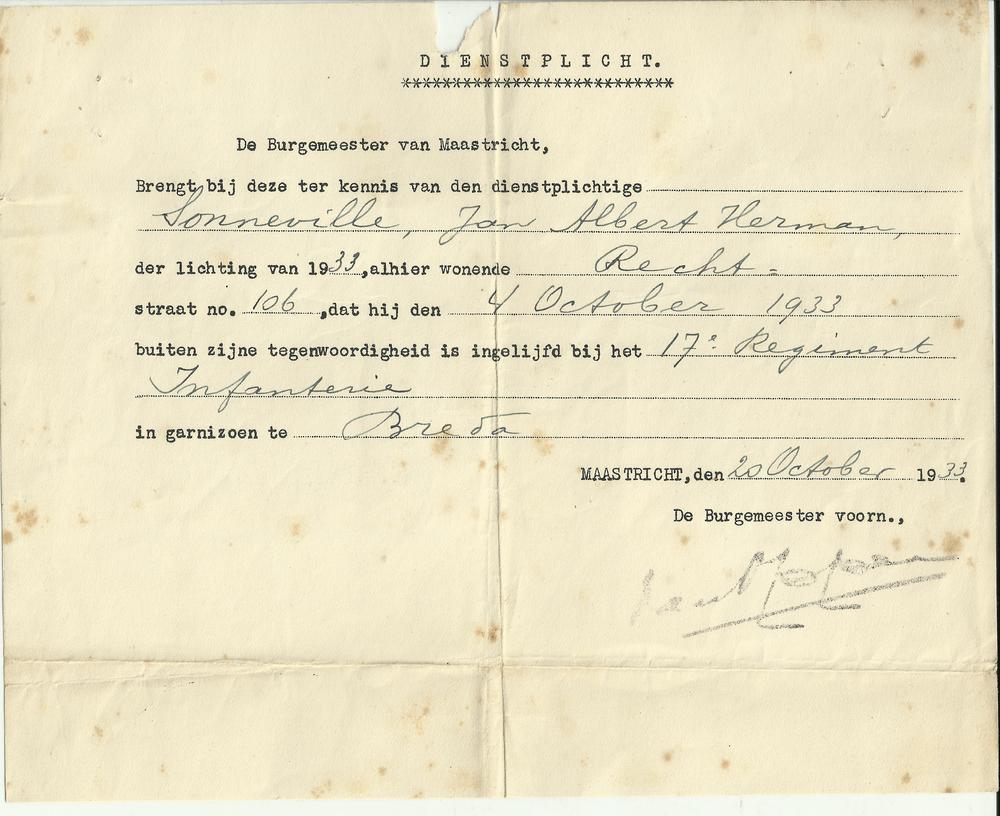 DIENSTPLICHT.
**************************
De Burgemeester van Maastricht,
Brengt bij deze ter kennis van den dienstplichtige
Sonneville, Jan Albert Herman,
der lichting van 1933, alhier wonende Recht-
straat no. 106, dat hij den 4 October 1933
buiten zijne tegenwoordigheid is ingelijfd bij het 17e Regiment
Infanterie
in garnizoen te Breda
MAASTRICHT, den 20 October 1933.
De Burgemeester voorn.,